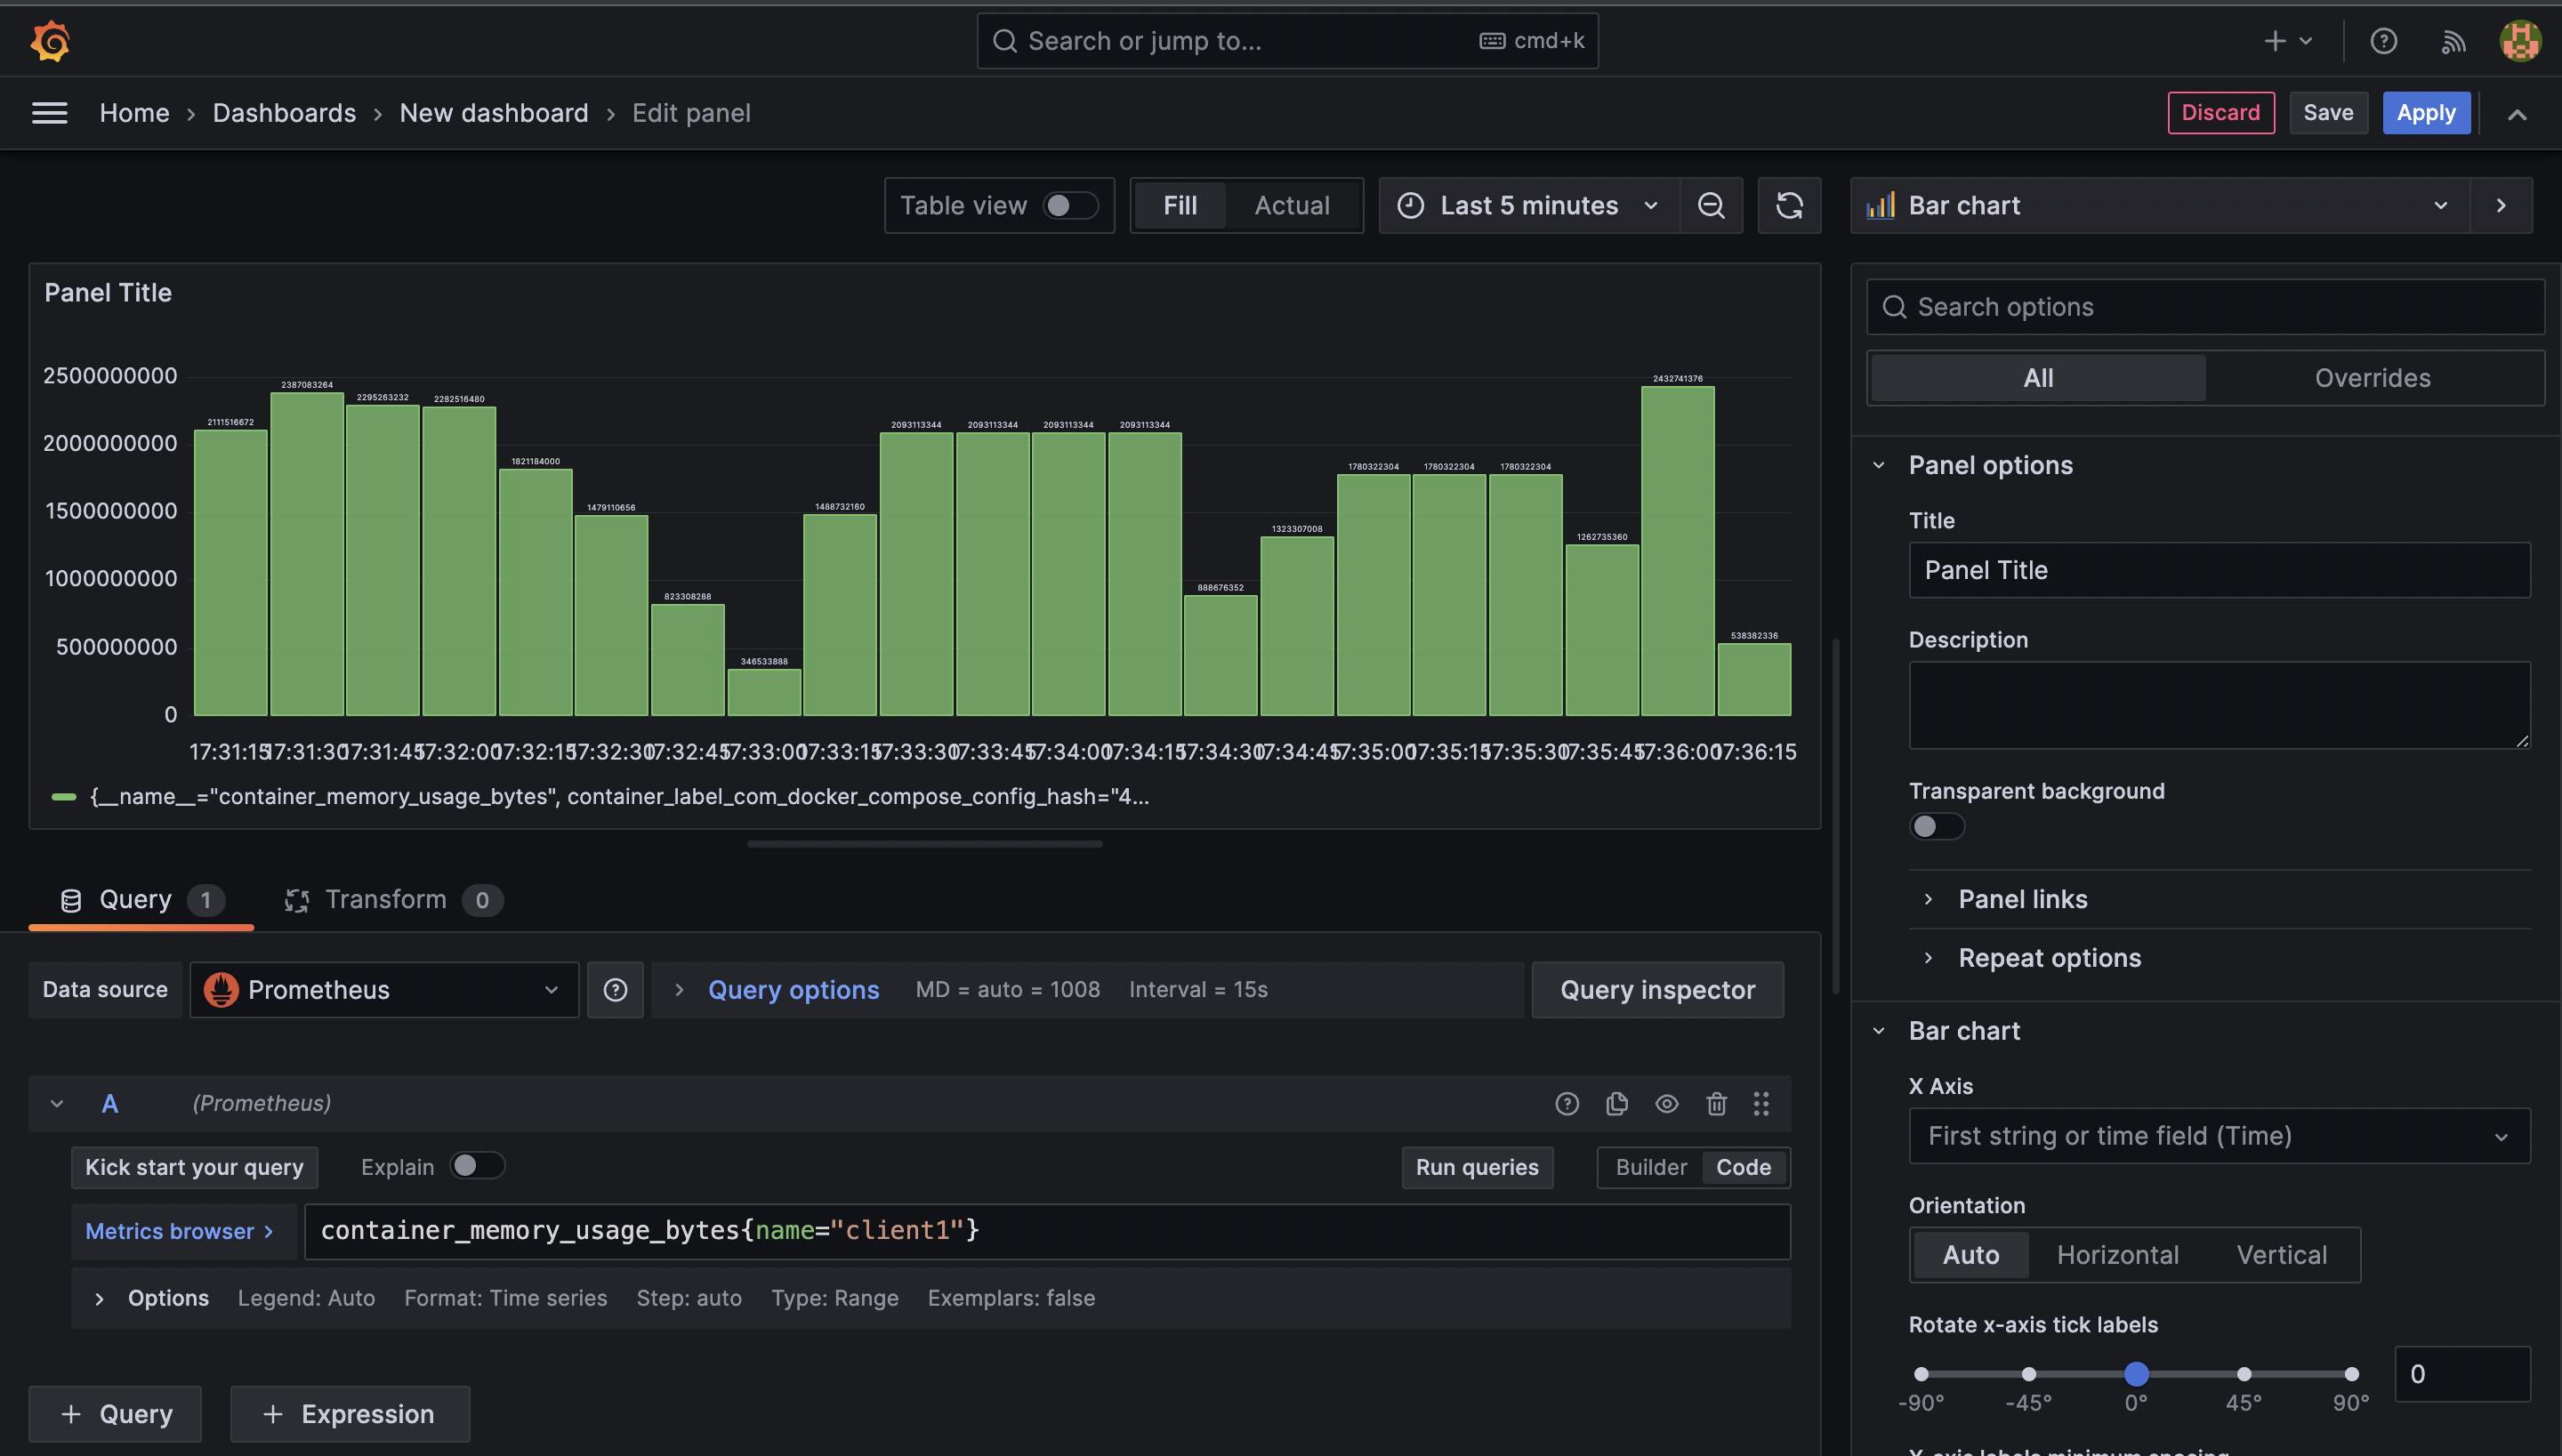 Search or jump to... cmd+k
Home › Dashboards › New dashboard › Edit panel
Discard Save Apply
Table view Fill Actual Last 5 minutes
Bar chart
Panel Title
2500000000
2000000000
1500000000
1000000000
500000000
0
2111516672 2387083264 2295263232 2282516480 1821184000 1479110656 823308288 346533888 1488732160 2093113344 2093113344 2093113344 2093113344 888676352 1323307008 1780322304 1780322304 1780322304 1262735360 2432741376 538382336
17:31:15 17:31:30 17:31:45 17:32:00 17:32:15 17:32:30 17:32:45 17:33:00 17:33:15 17:33:30 17:33:45 17:34:00 17:34:15 17:34:30 17:34:45 17:35:00 17:35:15 17:35:30 17:35:45 17:36:00 17:36:15
{__name__="container_memory_usage_bytes", container_label_com_docker_compose_config_hash="4...
Query 1 Transform 0
Data source Prometheus Query options MD = auto = 1008 Interval = 15s Query inspector
A (Prometheus)
Kick start your query Explain Run queries Builder Code
Metrics browser › container_memory_usage_bytes{name="client1"}
Options Legend: Auto Format: Time series Step: auto Type: Range Exemplars: false
+ Query + Expression
Search options
All Overrides
Panel options
Title
Panel Title
Description
Transparent background
Panel links
Repeat options
Bar chart
X Axis
First string or time field (Time)
Orientation
Auto Horizontal Vertical
Rotate x-axis tick labels
0
-90° -45° 0° 45° 90°